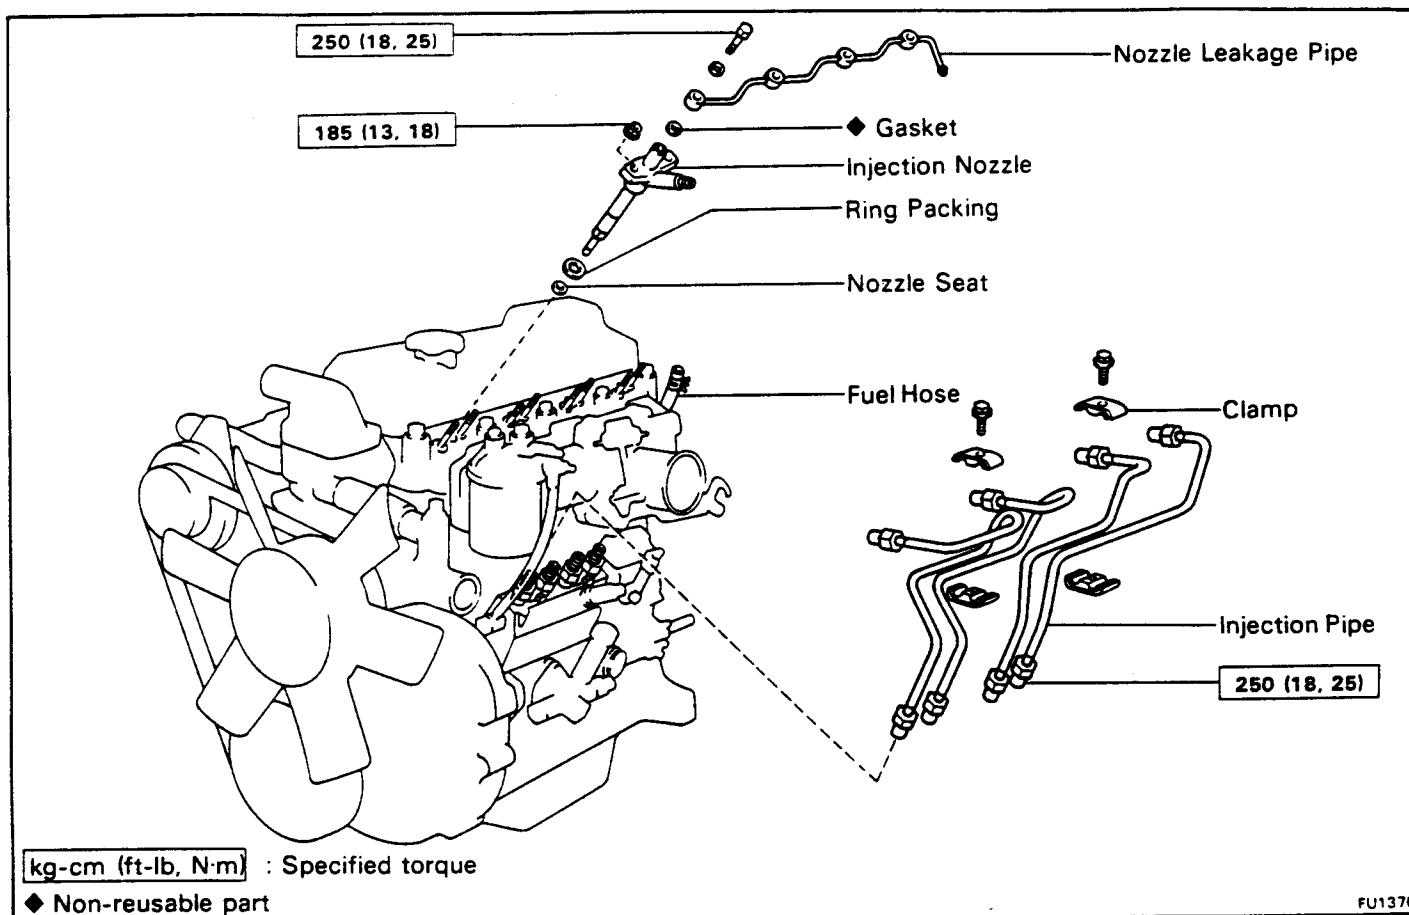 250 (18, 25)
Nozzle Leakage Pipe
185 (13, 18)
◆ Gasket
Injection Nozzle
Ring Packing
Nozzle Seat
Fuel Hose
Clamp
Injection Pipe
250 (18, 25)
kg-cm (ft-lb, N·m) : Specified torque
◆ Non-reusable part